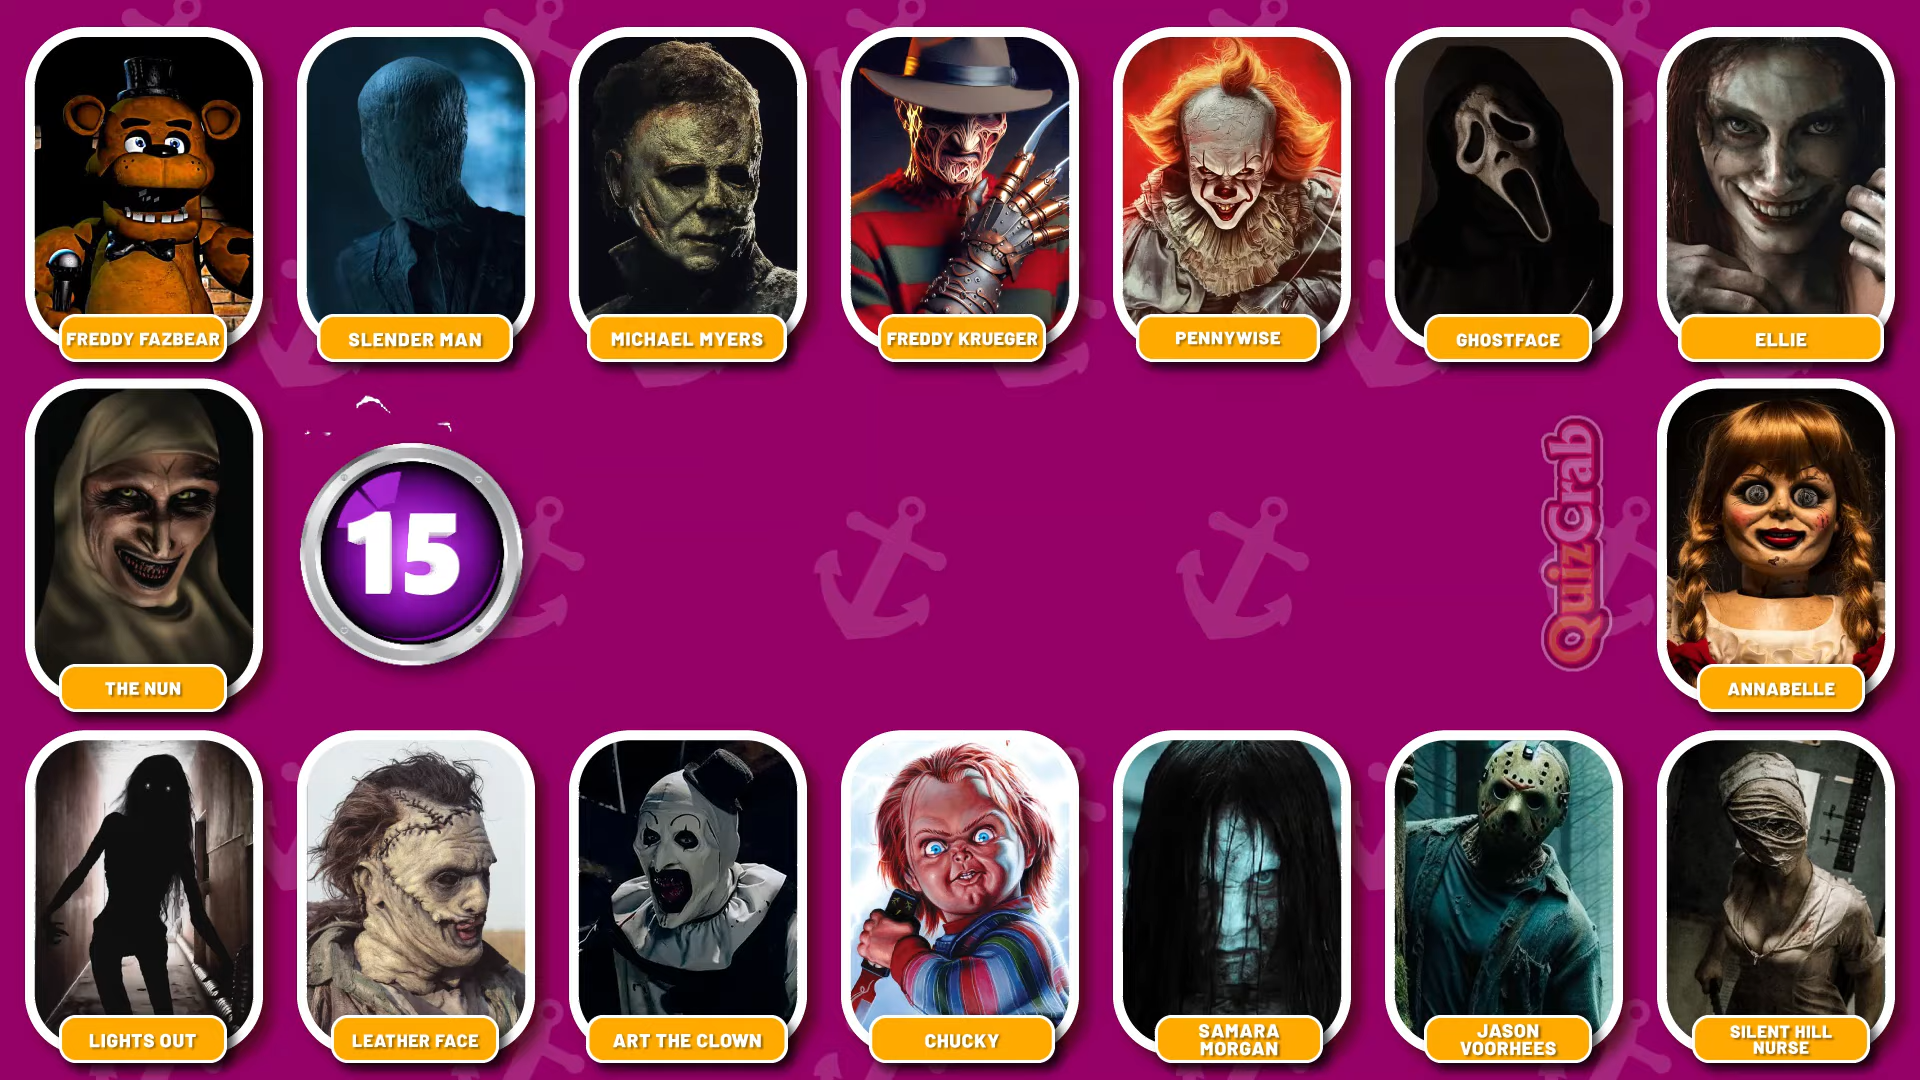 FREDDY FAZBEAR
SLENDER MAN
MICHAEL MYERS
FREDDY KRUEGER
PENNYWISE
GHOSTFACE
ELLIE
THE NUN
15
QuizCrab
ANNABELLE
LIGHTS OUT
LEATHER FACE
ART THE CLOWN
CHUCKY
SAMARA
MORGAN
JASON
VOORHEES
SILENT HILL
NURSE